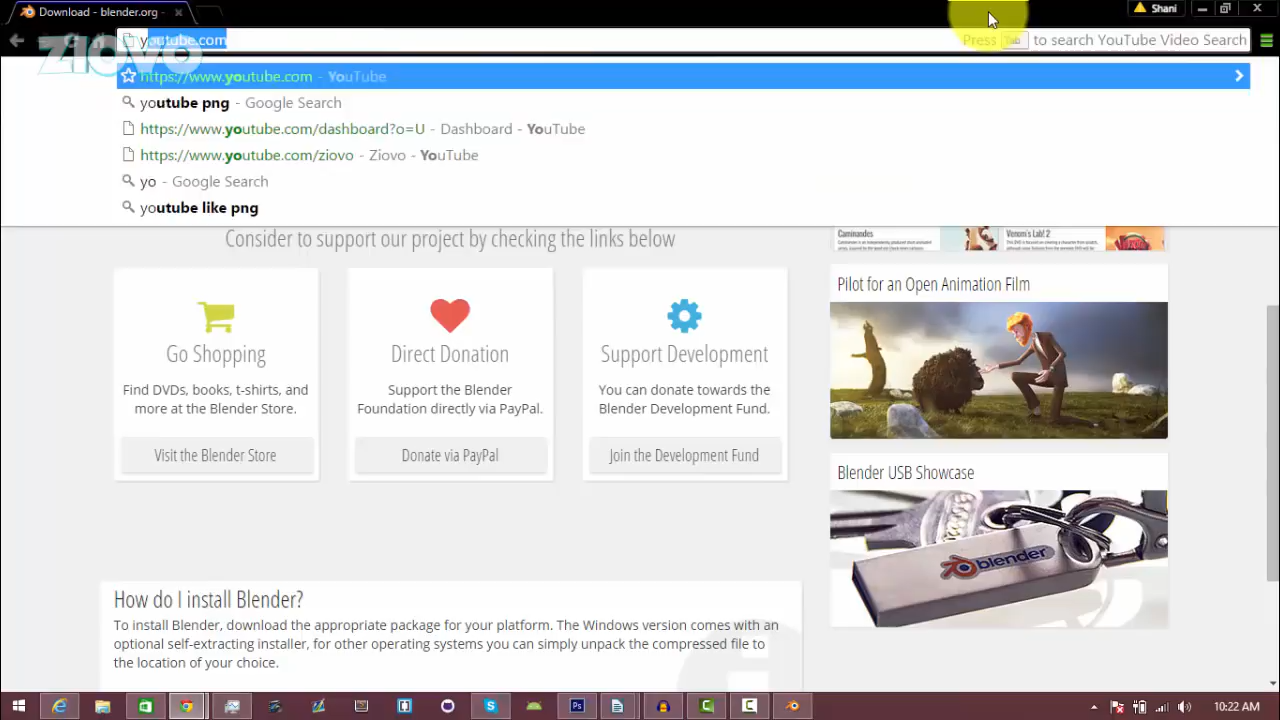 Download - blender.org -
Shani
youtube.com
Press Tab to search YouTube Video Search
ziovo
https://www.youtube.com - YouTube
youtube png - Google Search
https://www.youtube.com/dashboard?o=U - Dashboard - YouTube
https://www.youtube.com/ziovo - Ziovo - YouTube
yo - Google Search
youtube like png
Consider to support our project by checking the links below
Caminandes
Venom's Lab! 2
Go Shopping
Find DVDs, books, t-shirts, and
more at the Blender Store.
Visit the Blender Store
Direct Donation
Support the Blender
Foundation directly via PayPal.
Donate via PayPal
Support Development
You can donate towards the
Blender Development Fund.
Join the Development Fund
Pilot for an Open Animation Film
Blender USB Showcase
blender
How do I install Blender?
To install Blender, download the appropriate package for your platform. The Windows version comes with an
optional self-extracting installer, for other operating systems you can simply unpack the compressed file to
the location of your choice.
10:22 AM